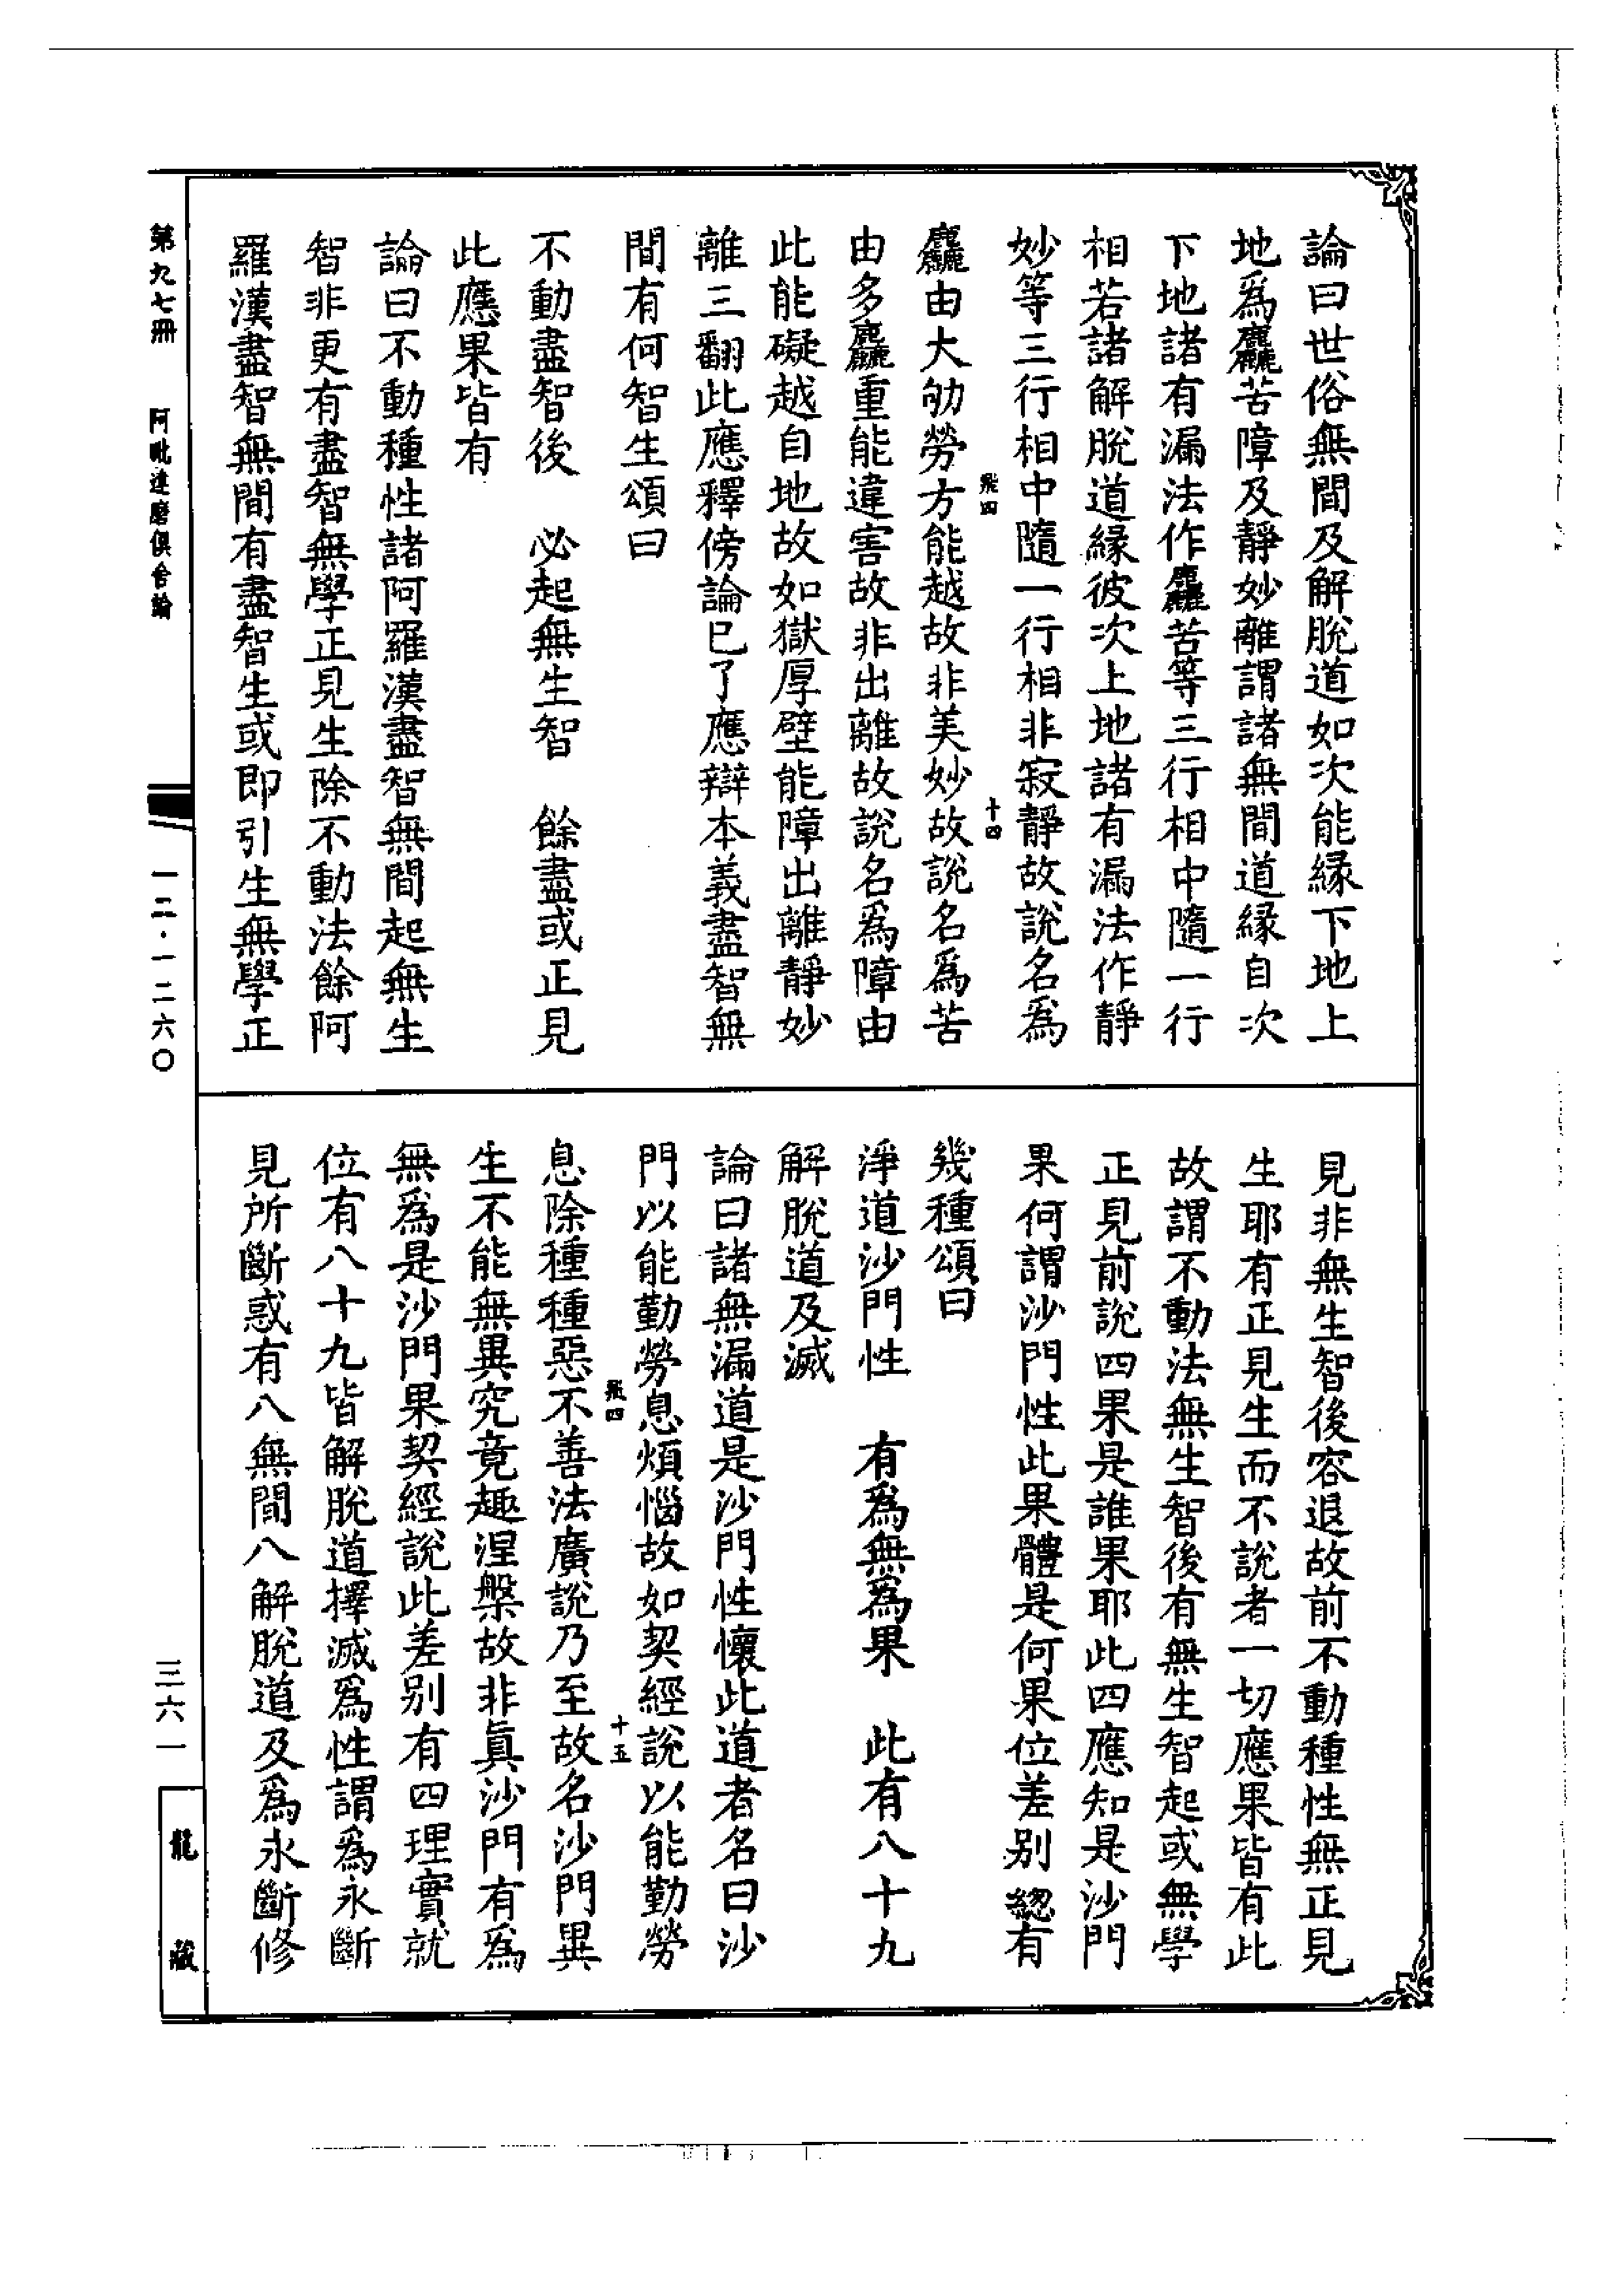 論曰世俗無間及解脫道如次能緣下地上
地爲麤苦障及靜妙離謂諸無間道緣自次
下地諸有漏法作麤苦等三行相中隨一行
相若諸解脫道緣彼次上地諸有漏法作靜
妙等三行相中隨一行相非寂靜故說名爲
飛四
十四
麤由大劬勞方能越故非美妙故說名爲苦
由多麤重能違害故非出離故說名爲障由
此能礙越自地故如獄厚壁能障出離靜妙
離三翻此應釋傍論已了應辯本義盡智無
間有何智生頌曰
不動盡智後　必起無生智　餘盡或正見
此應果皆有
論曰不動種性諸阿羅漢盡智無間起無生
智非更有盡智無學正見生除不動法餘阿
羅漢盡智無間有盡智生或即引生無學正
見非無生智後容退故前不動種性無正見
生耶有正見生而不說者一切應果皆有此
故謂不動法無生智後有無生智起或無學
正見前說四果是誰果耶此四應知是沙門
果何謂沙門性此果體是何果位差別總有
幾種頌曰
淨道沙門性　有爲無爲果　此有八十九
解脫道及滅
論曰諸無漏道是沙門性懷此道者名曰沙
門以能勤勞息煩惱故如契經說以能勤勞
飛四
十五
息除種種惡不善法廣說乃至故名沙門異
生不能無異究竟趣涅槃故非真沙門有爲
無爲是沙門果契經說此差別有四理實就
位有八十九皆解脫道擇滅爲性謂爲永斷
見所斷惑有八無間八解脫道及爲永斷修
第九七冊　阿毗達磨俱舍論
一二·一二六〇
三六一
龍藏